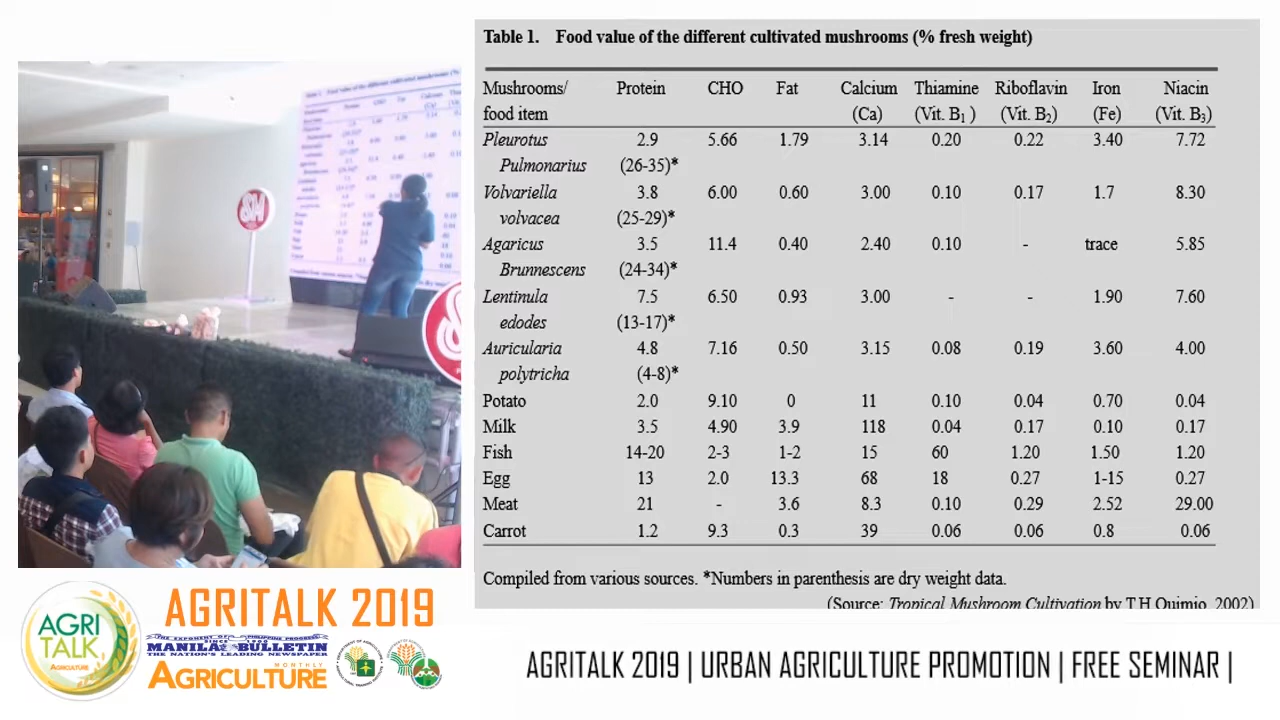 Table 1. Food value of the different cultivated mushrooms (% fresh weight)
Mushrooms/ Protein CHO Fat Calcium Thiamine Riboflavin Iron Niacin
food item (Ca) (Vit. B₁ ) (Vit. B₂) (Fe) (Vit. B₃)
Pleurotus 2.9 5.66 1.79 3.14 0.20 0.22 3.40 7.72
Pulmonarius (26-35)*
Volvariella 3.8 6.00 0.60 3.00 0.10 0.17 1.7 8.30
volvacea (25-29)*
Agaricus 3.5 11.4 0.40 2.40 0.10 - trace 5.85
Brunnescens (24-34)*
Lentinula 7.5 6.50 0.93 3.00 - - 1.90 7.60
edodes (13-17)*
Auricularia 4.8 7.16 0.50 3.15 0.08 0.19 3.60 4.00
polytricha (4-8)*
Potato 2.0 9.10 0 11 0.10 0.04 0.70 0.04
Milk 3.5 4.90 3.9 118 0.04 0.17 0.10 0.17
Fish 14-20 2-3 1-2 15 60 1.20 1.50 1.20
Egg 13 2.0 13.3 68 18 0.27 1-15 0.27
Meat 21 - 3.6 8.3 0.10 0.29 2.52 29.00
Carrot 1.2 9.3 0.3 39 0.06 0.06 0.8 0.06
Compiled from various sources. *Numbers in parenthesis are dry weight data.
(Source: Tropical Mushroom Cultivation by T.H Quimio, 2002)
SM
AGRI
TALK
AGRICULTURE
AGRITALK 2019
THE EXPONENT OF PHILIPPINE PROGRESS
SINCE 1900
MANILA BULLETIN
THE NATION'S LEADING NEWSPAPER
MONTHLY
AGRICULTURE
AGRITALK 2019 | URBAN AGRICULTURE PROMOTION | FREE SEMINAR |